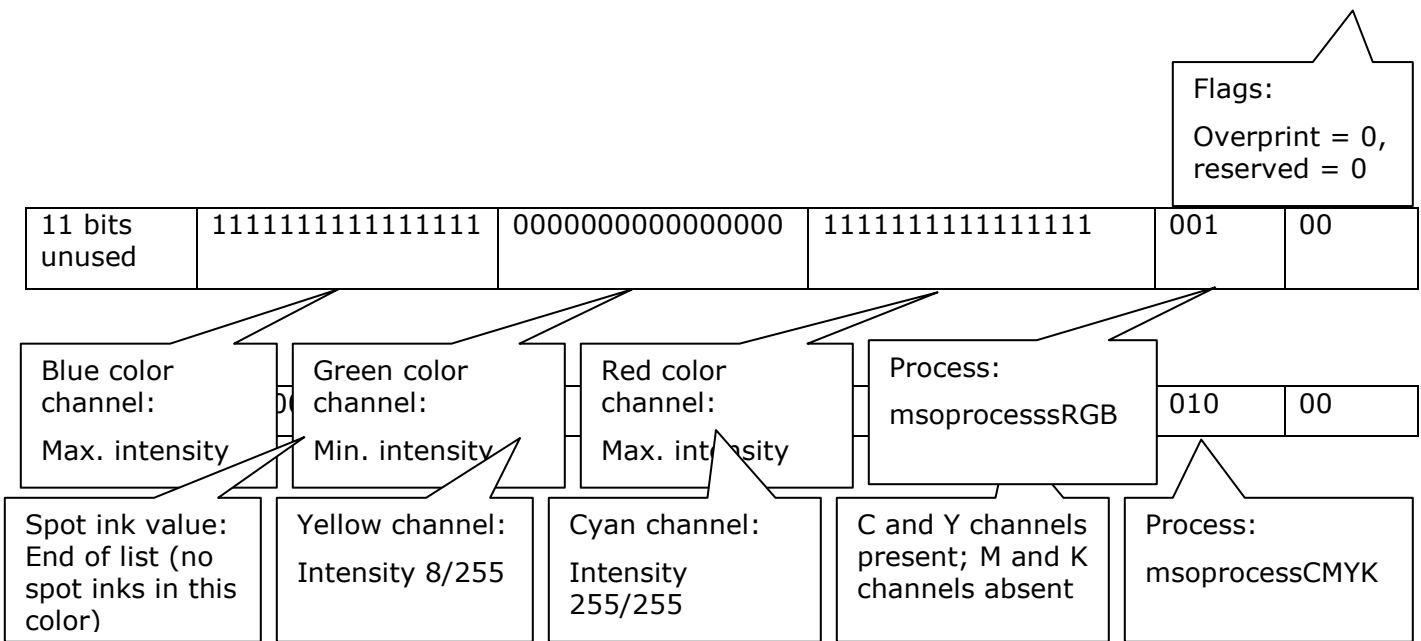 Flags:
Overprint = 0,
reserved = 0
11 bits
unused
1111111111111111
0000000000000000
1111111111111111
001
00
Blue color
channel:
Max. intensity
Green color
channel:
Min. intensity
Red color
channel:
Max. intensity
Process:
msoprocesssRGB
010
00
Spot ink value:
End of list (no
spot inks in this
color)
Yellow channel:
Intensity 8/255
Cyan channel:
Intensity
255/255
C and Y channels
present; M and K
channels absent
Process:
msoprocessCMYK